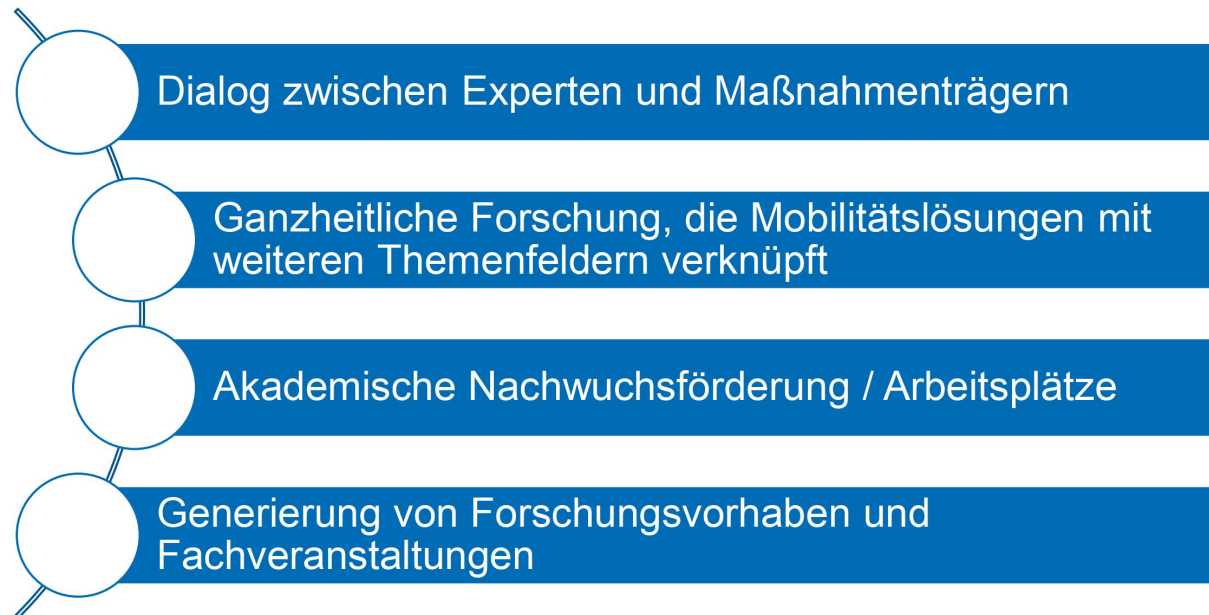 Dialog zwischen Experten und Maßnahmenträgern
Ganzheitliche Forschung, die Mobilitätslösungen mit
weiteren Themenfeldern verknüpft
Akademische Nachwuchsförderung / Arbeitsplätze
Generierung von Forschungsvorhaben und
Fachveranstaltungen